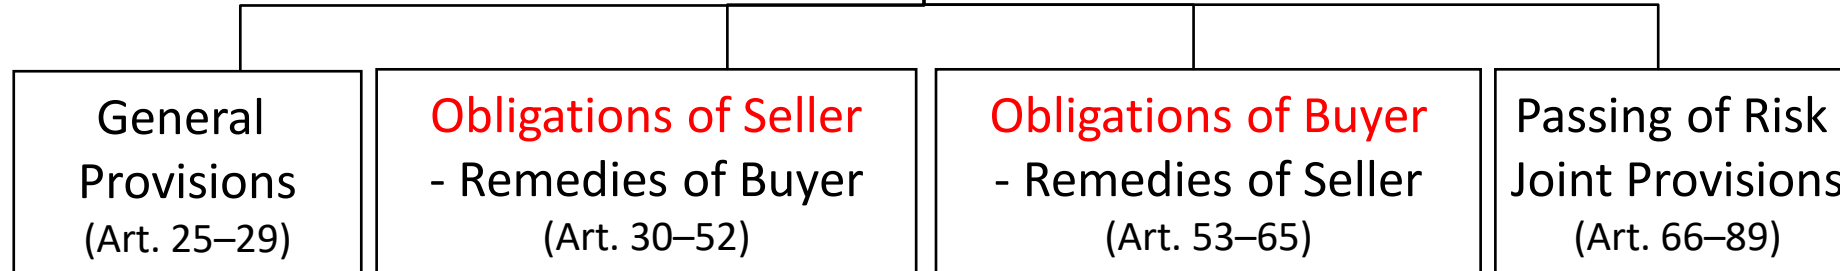 General
Provisions
(Art. 25–29)
Obligations of Seller
- Remedies of Buyer
(Art. 30–52)
Obligations of Buyer
- Remedies of Seller
(Art. 53–65)
Passing of Risk
Joint Provisions
(Art. 66–89)